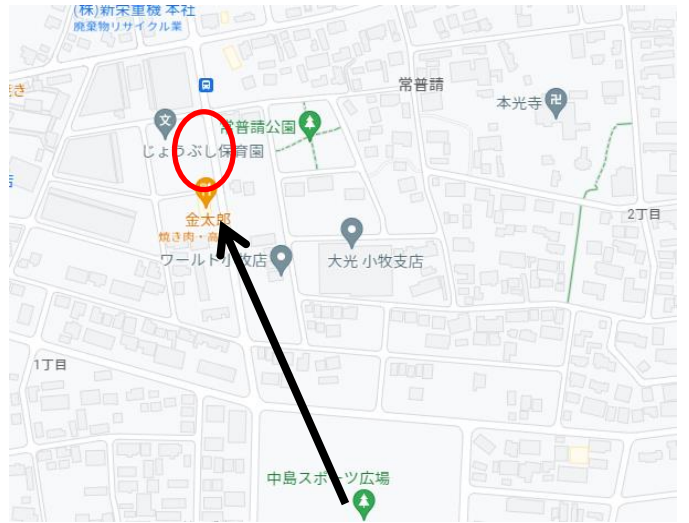 (株)新栄重機 本社
廃棄物リサイクル業
き
常普請
本光寺
常普請公園
じょうぶし保育園
店
2丁目
金太郎
焼き肉・
ワールド小牧店
大光 小牧支店
1丁目
中島スポーツ広場